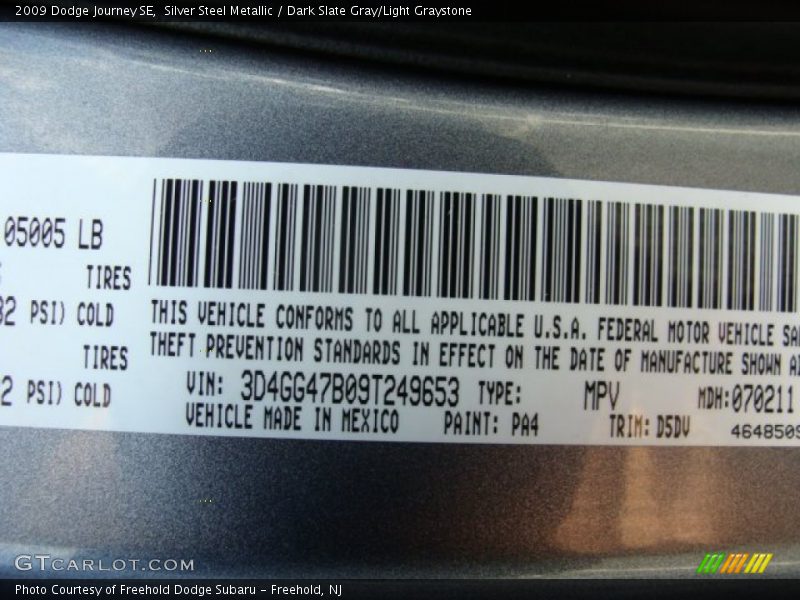 2009 Dodge Journey SE, Silver Steel Metallic / Dark Slate Gray/Light Graystone
05005 LB
TIRES
PSI) COLD
TIRES
PSI) COLD
THIS VEHICLE CONFORMS TO ALL APPLICABLE U.S.A. FEDERAL MOTOR VEHICLE
THEFT PREVENTION STANDARDS IN EFFECT ON THE DATE OF MANUFACTURE SHOWN
VIN: 3D4GG47B09T249653 TYPE: MPV MDH:070211
VEHICLE MADE IN MEXICO PAINT: PA4 TRIM: D5DV 464850
GTCARLOT.COM
Photo Courtesy of Freehold Dodge Subaru - Freehold, NJ